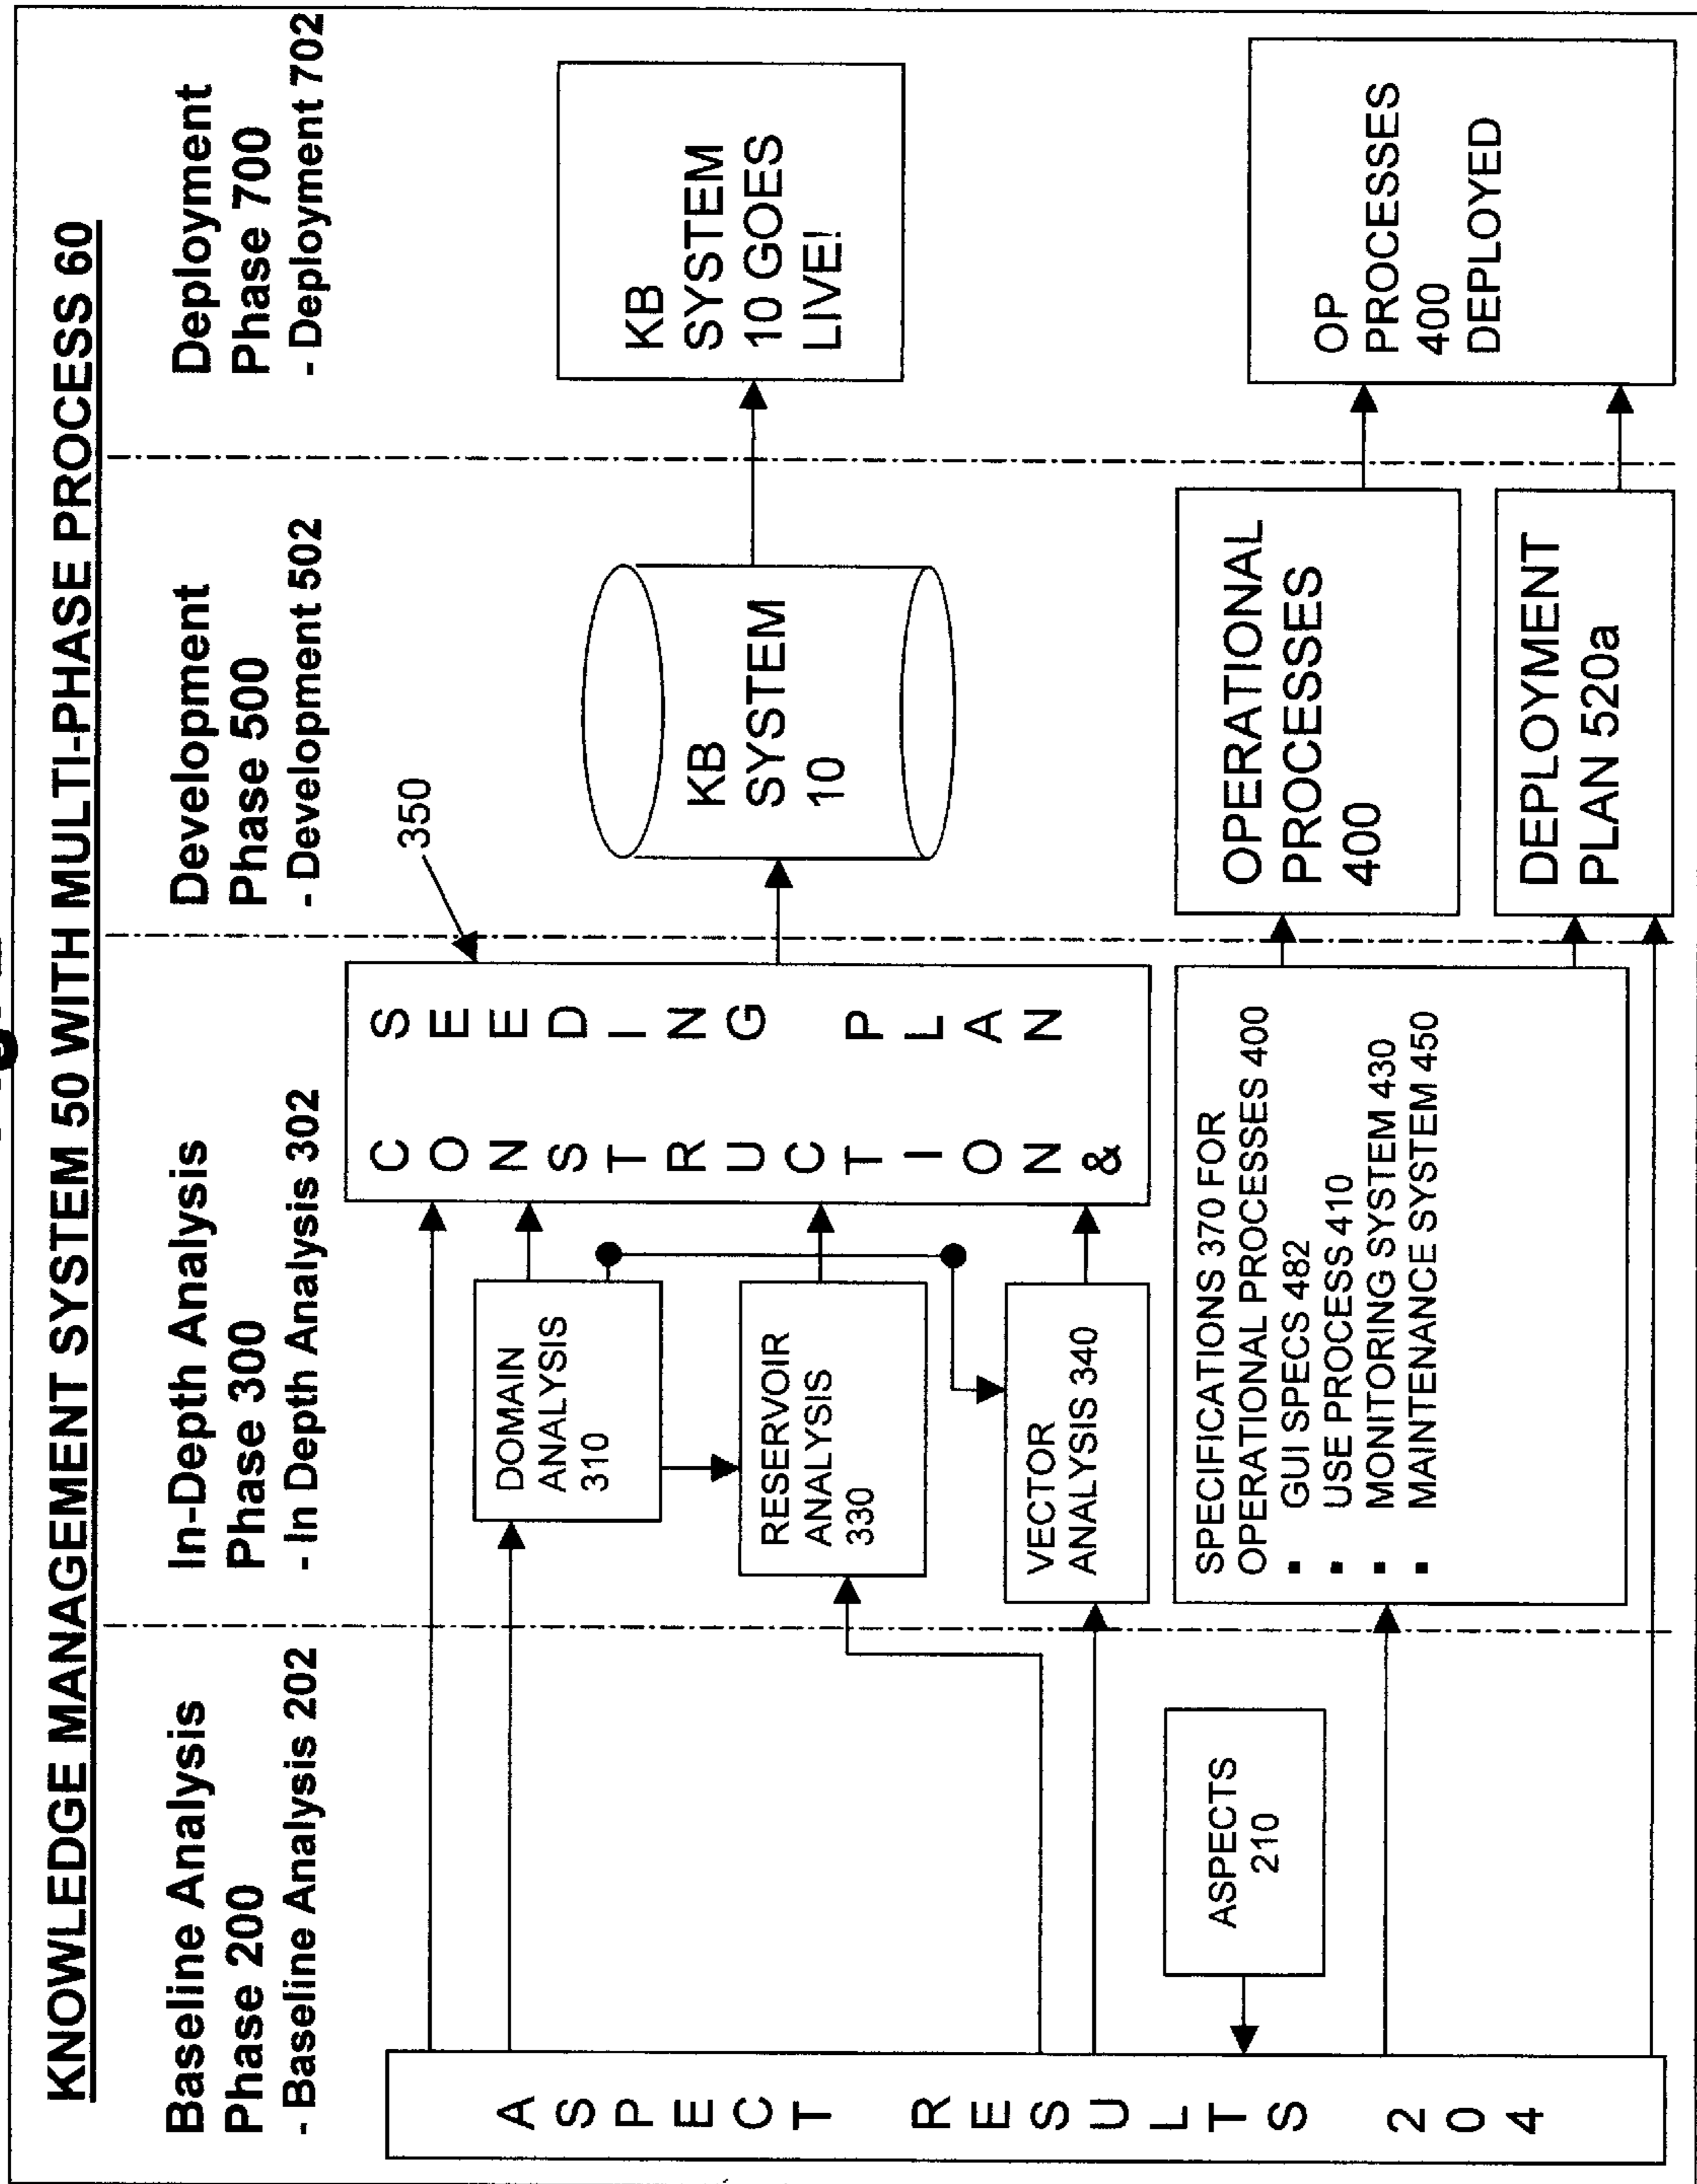 KNOWLEDGE MANAGEMENT SYSTEM 50 WITH MULTI-PHASE PROCESS 60
Baseline Analysis
Phase 200
- Baseline Analysis 202
In-Depth Analysis
Phase 300
- In Depth Analysis 302
Development
Phase 500
- Development 502
Deployment
Phase 700
- Deployment 702
ASPECT RESULTS 204
ASPECTS
210
DOMAIN
ANALYSIS
310
RESERVOIR
ANALYSIS
330
VECTOR
ANALYSIS 340
CONSTRUCTION &
SEEDING PLAN
350
SPECIFICATIONS 370 FOR
OPERATIONAL PROCESSES 400
▪ GUI SPECS 482
▪ USE PROCESS 410
▪ MONITORING SYSTEM 430
▪ MAINTENANCE SYSTEM 450
KB
SYSTEM
10
OPERATIONAL
PROCESSES
400
DEPLOYMENT
PLAN 520a
KB
SYSTEM
10 GOES
LIVE!
OP
PROCESSES
400
DEPLOYED